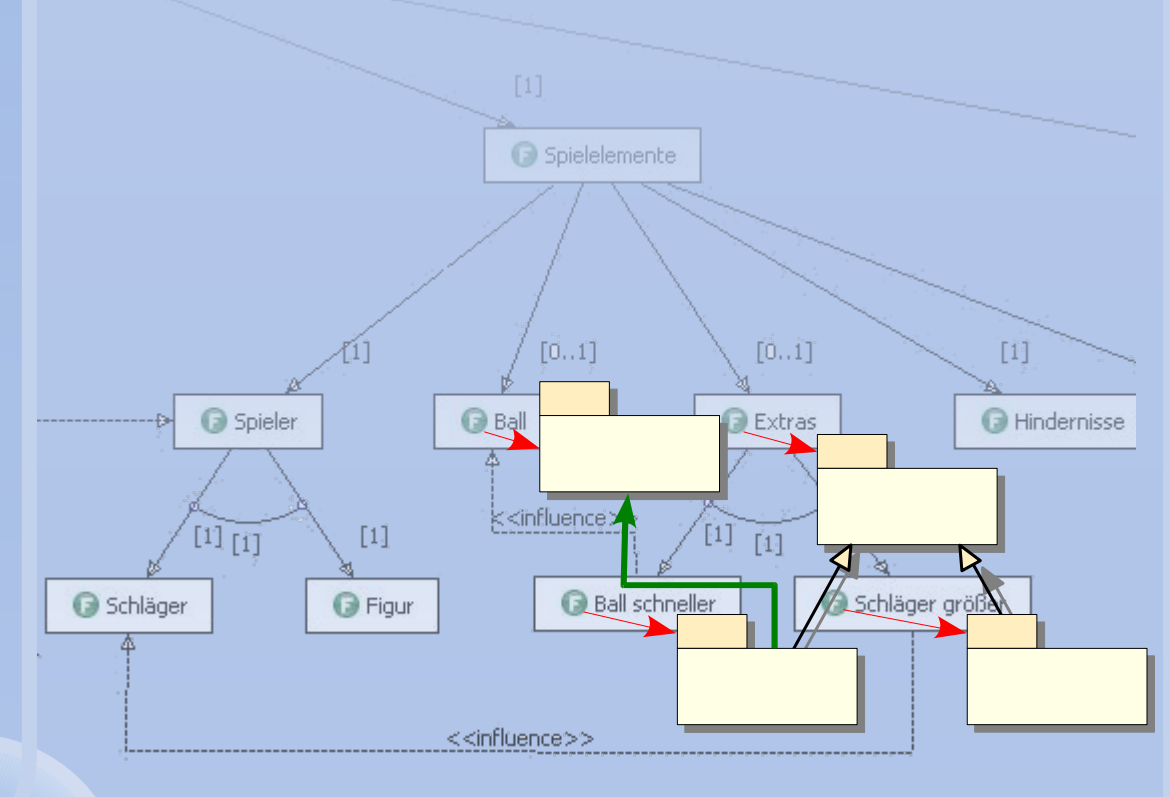 [1]
F Spielelemente
[1]
[0..1]
[0..1]
[1]
F Spieler
F Ball
F Extras
F Hindernisse
<<influence>
[1]
[1]
[1]
[1]
[1]
F Schläger
F Figur
F Ball schneller
F Schläger größer
<<influence>>